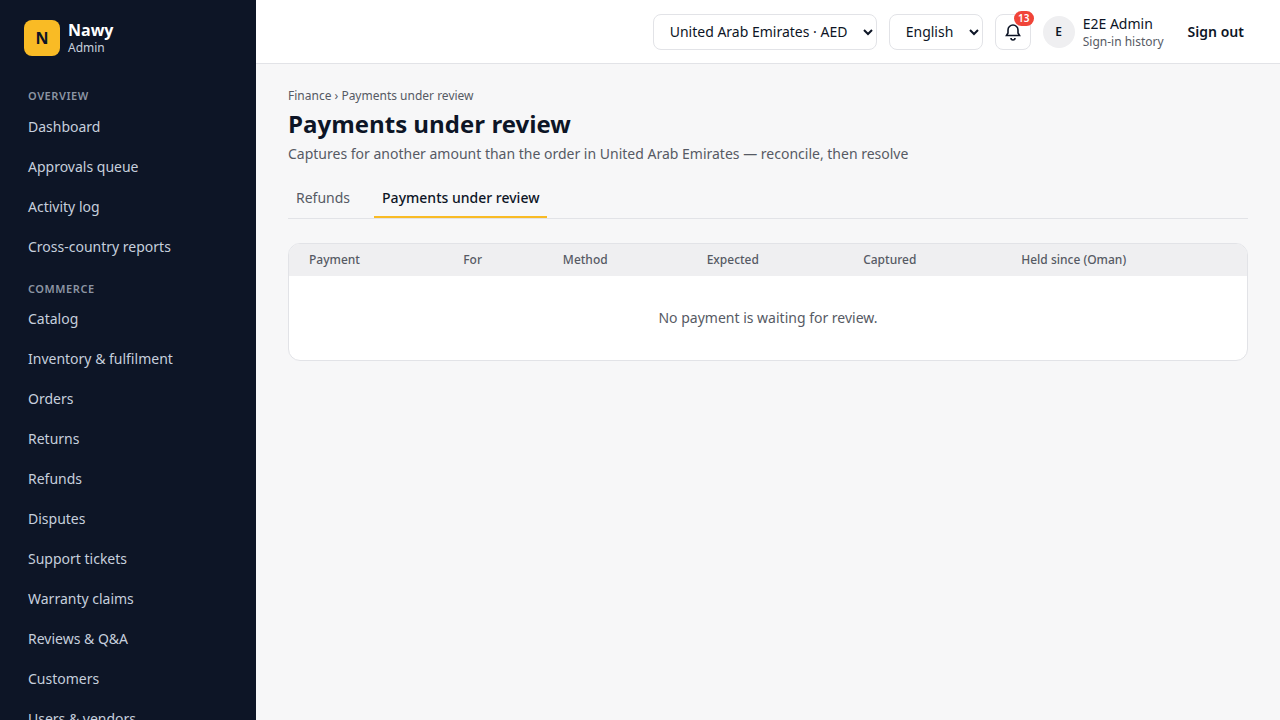 N
Nawy
Admin
OVERVIEW
Dashboard
Approvals queue
Activity log
Cross-country reports
COMMERCE
Catalog
Inventory & fulfilment
Orders
Returns
Refunds
Disputes
Support tickets
Warranty claims
Reviews & Q&A
Customers
Users & vendors
United Arab Emirates · AED
English
13
E
E2E Admin
Sign-in history
Sign out
Finance › Payments under review
Payments under review
Captures for another amount than the order in United Arab Emirates — reconcile, then resolve
Refunds
Payments under review
Payment For Method Expected Captured Held since (Oman)
No payment is waiting for review.